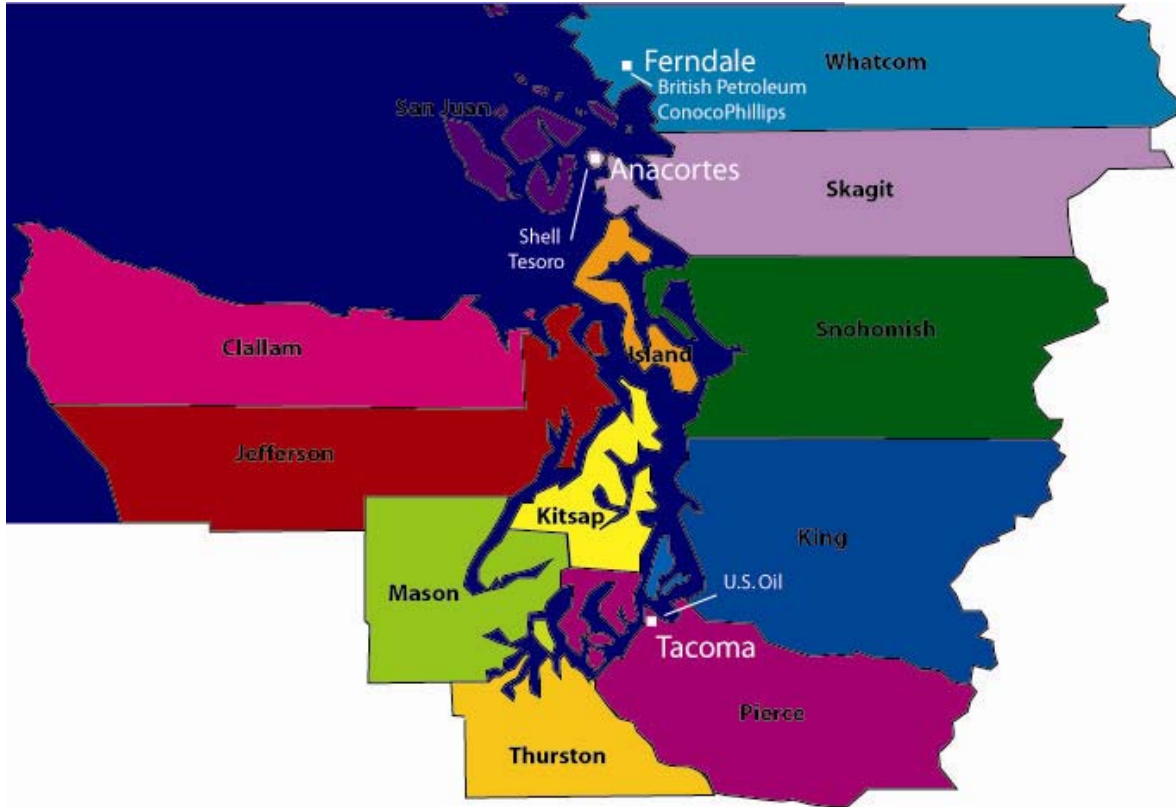 Ferndale
British Petroleum
ConocoPhillips
Whatcom
San Juan
Anacortes
Skagit
Shell
Tesoro
Snohomish
Island
Clallam
Jefferson
Kitsap
King
Mason
U.S. Oil
Tacoma
Pierce
Thurston